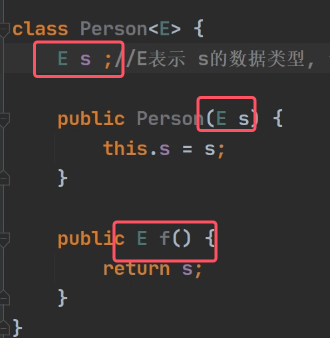 class Person<E> {
E s ;//E表示 s的数据类型,
public Person(E s) {
this.s = s;
}
public E f() {
return s;
}
}